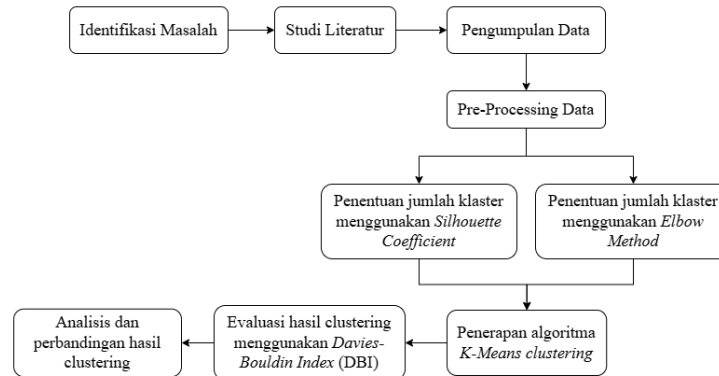 Identifikasi Masalah
Studi Literatur
Pengumpulan Data
Pre-Processing Data
Penentuan jumlah klaster
menggunakan Silhouette
Coefficient
Penentuan jumlah klaster
menggunakan Elbow
Method
Penerapan algoritma
K-Means clustering
Evaluasi hasil clustering
menggunakan Davies-
Bouldin Index (DBI)
Analisis dan
perbandingan hasil
clustering